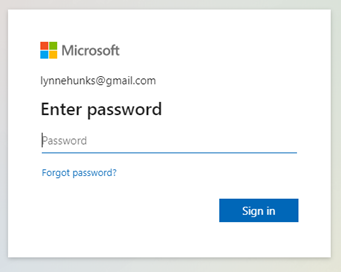 Microsoft
lynnehunks@gmail.com
Enter password
Password
Forgot password?
Sign in